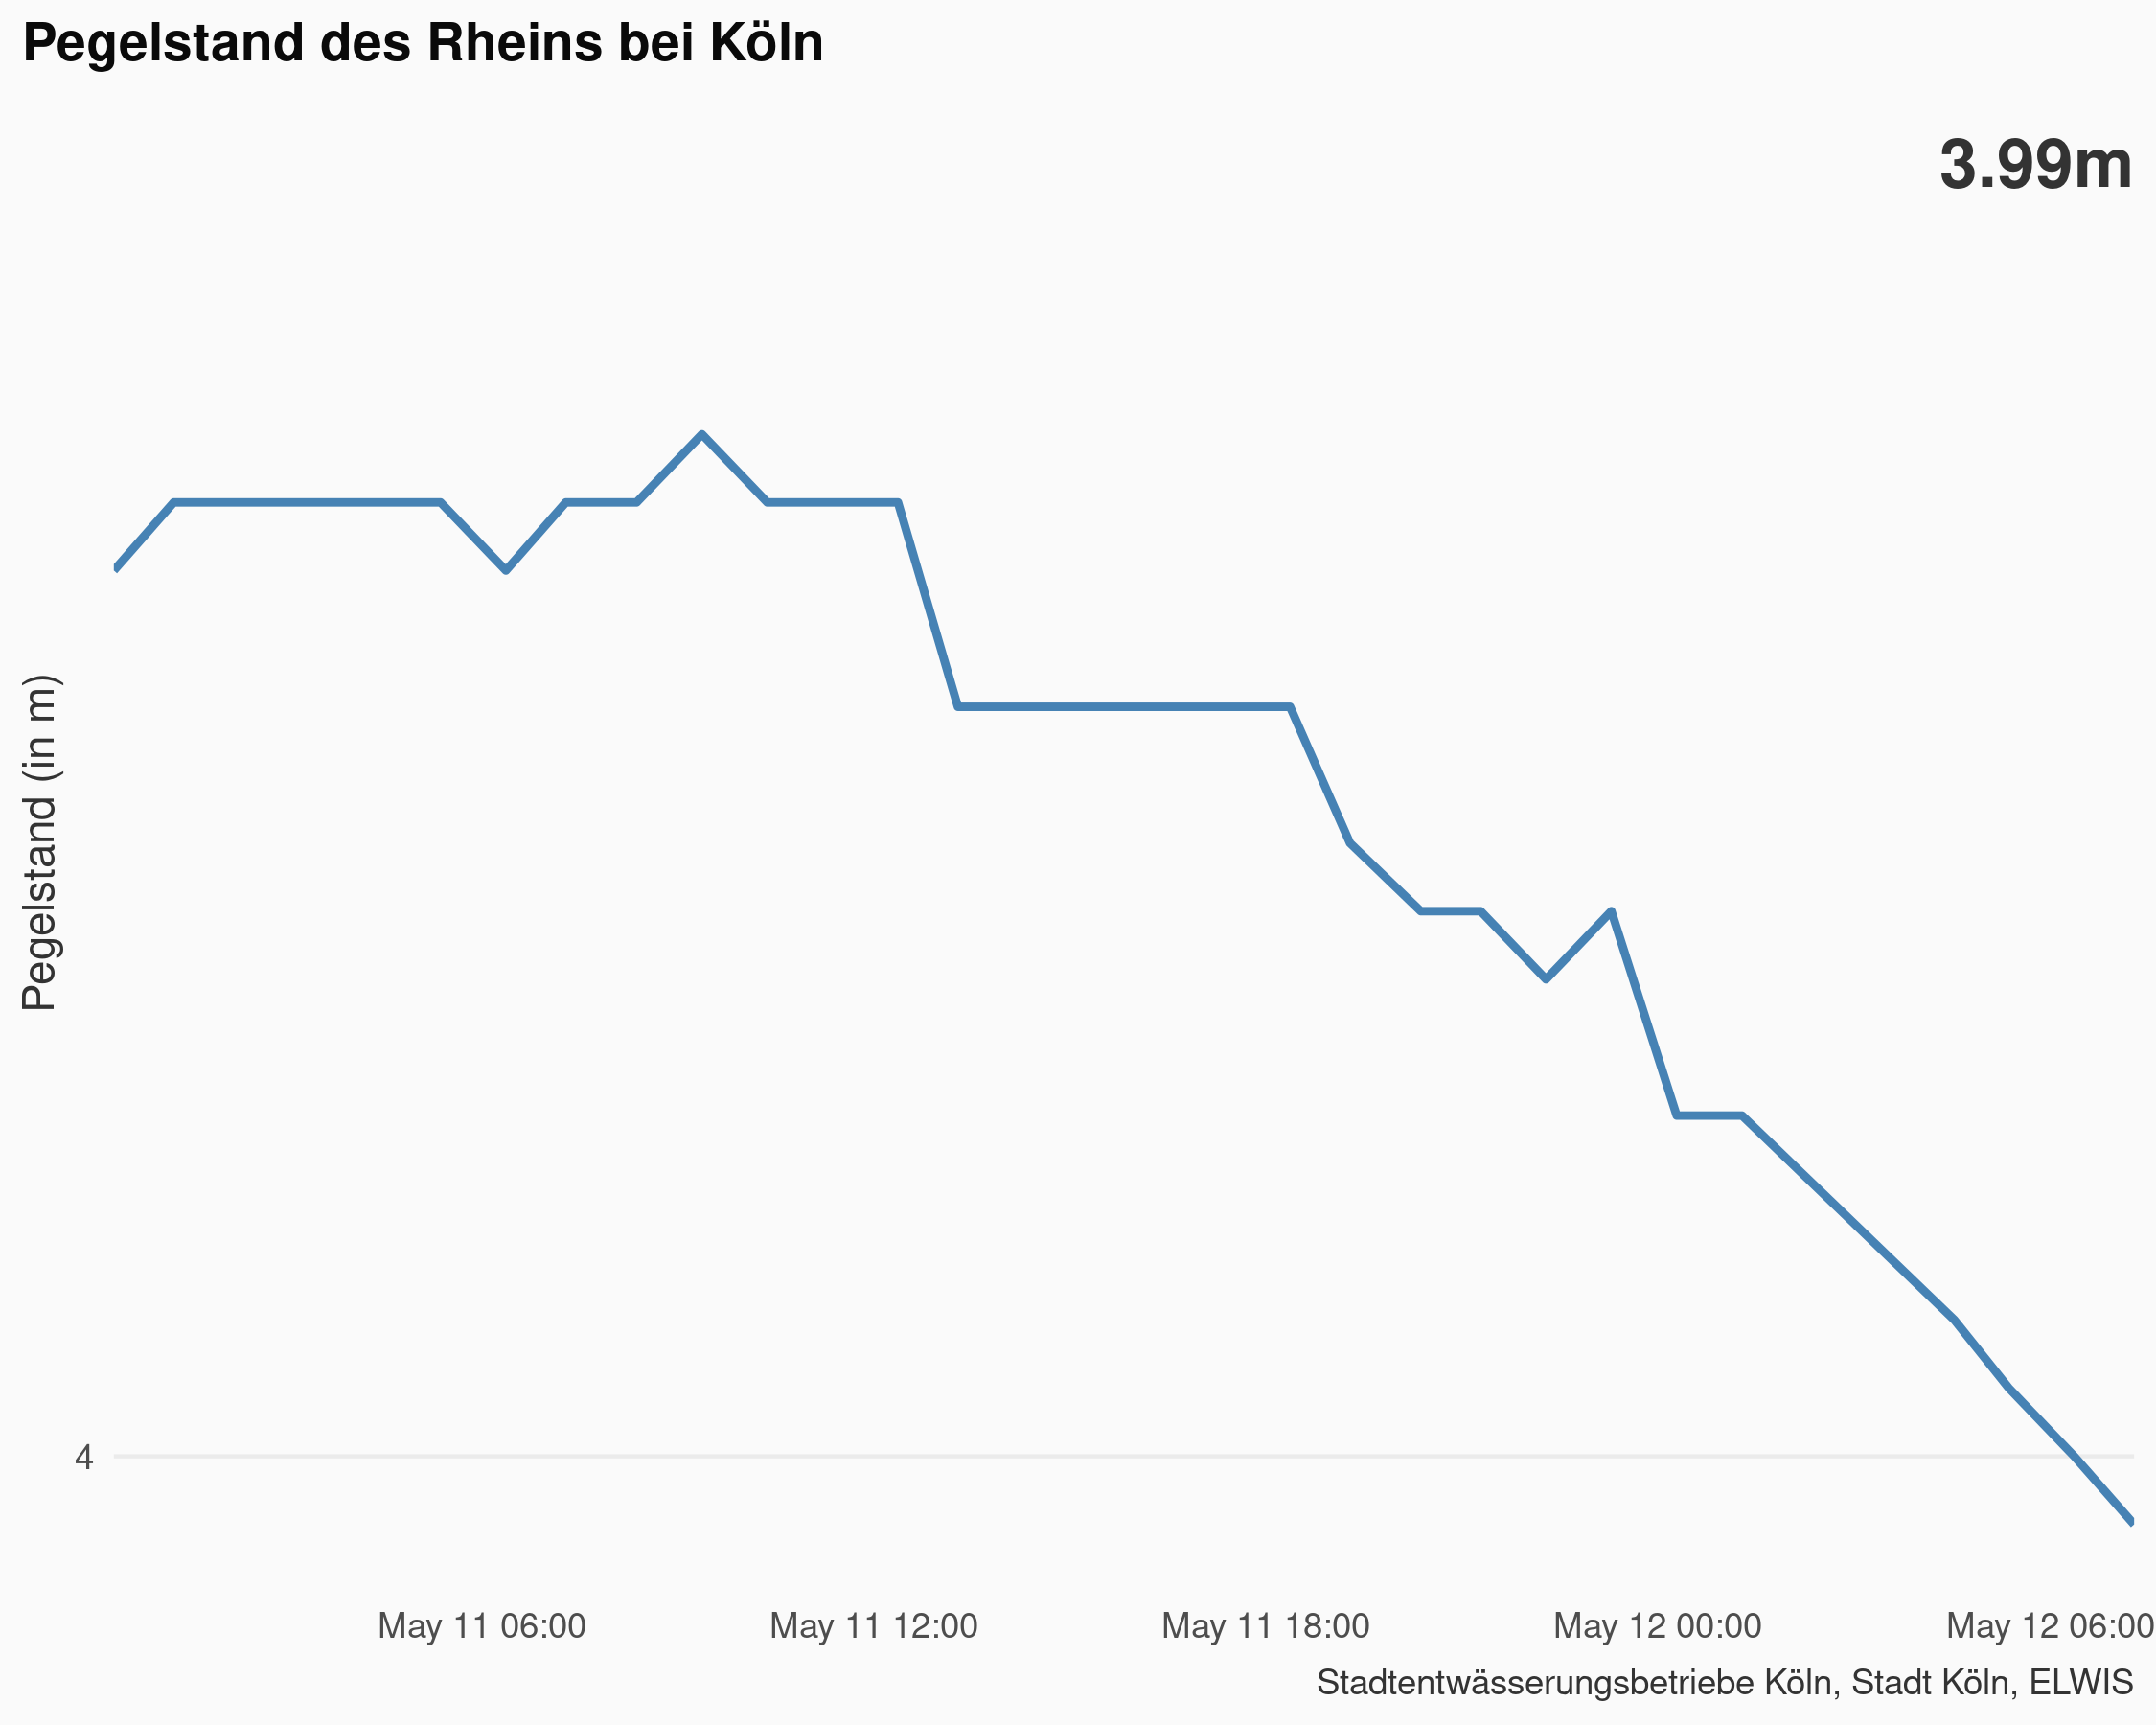 Pegelstand des Rheins bei Köln
3.99m
Pegelstand (in m)
4
May 11 06:00
May 11 12:00
May 11 18:00
May 12 00:00
May 12 06:00
Stadtentwässerungsbetriebe Köln, Stadt Köln, ELWIS